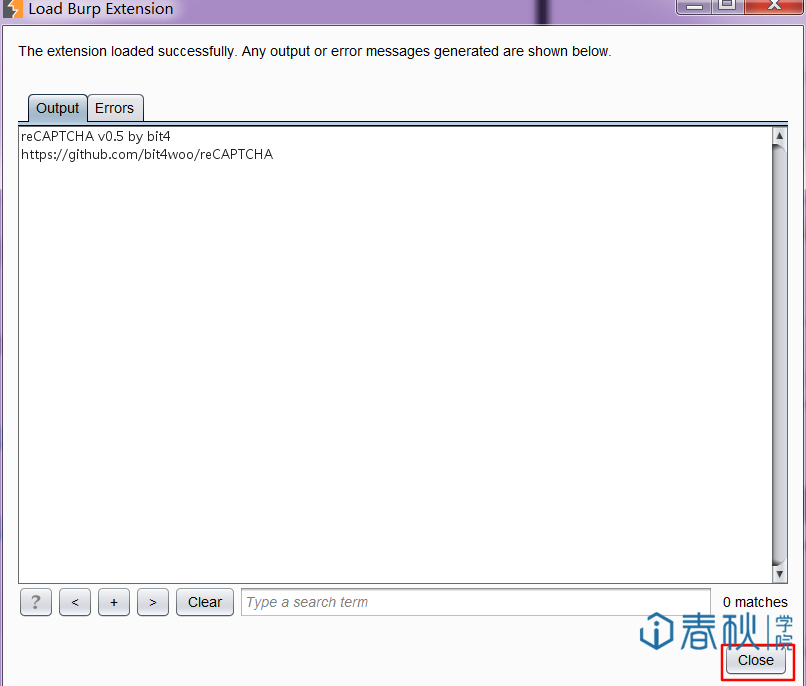 Load Burp Extension
The extension loaded successfully. Any output or error messages generated are shown below.
Output Errors
reCAPTCHA v0.5 by bit4
https://github.com/bit4woo/reCAPTCHA
? < + > Clear Type a search term 0 matches
春秋学院
Close